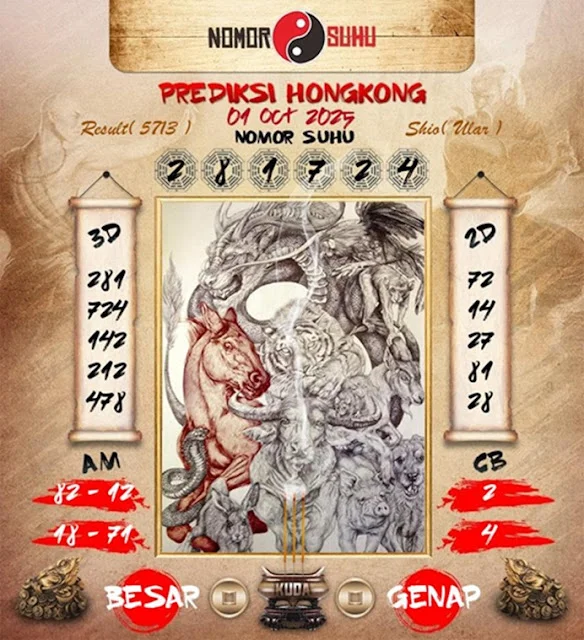 NOMOR SUHU
PREDIKSI HONGKONG
01 OCT 2025
Result( 5713 )
NOMOR SUHU
Shio( Ular )
2 8 1 7 2 4
3D
281
724
142
212
478
2D
72
14
27
81
28
AM
82 - 12
18 - 71
CB
2
4
BESAR
KUDA
GENAP